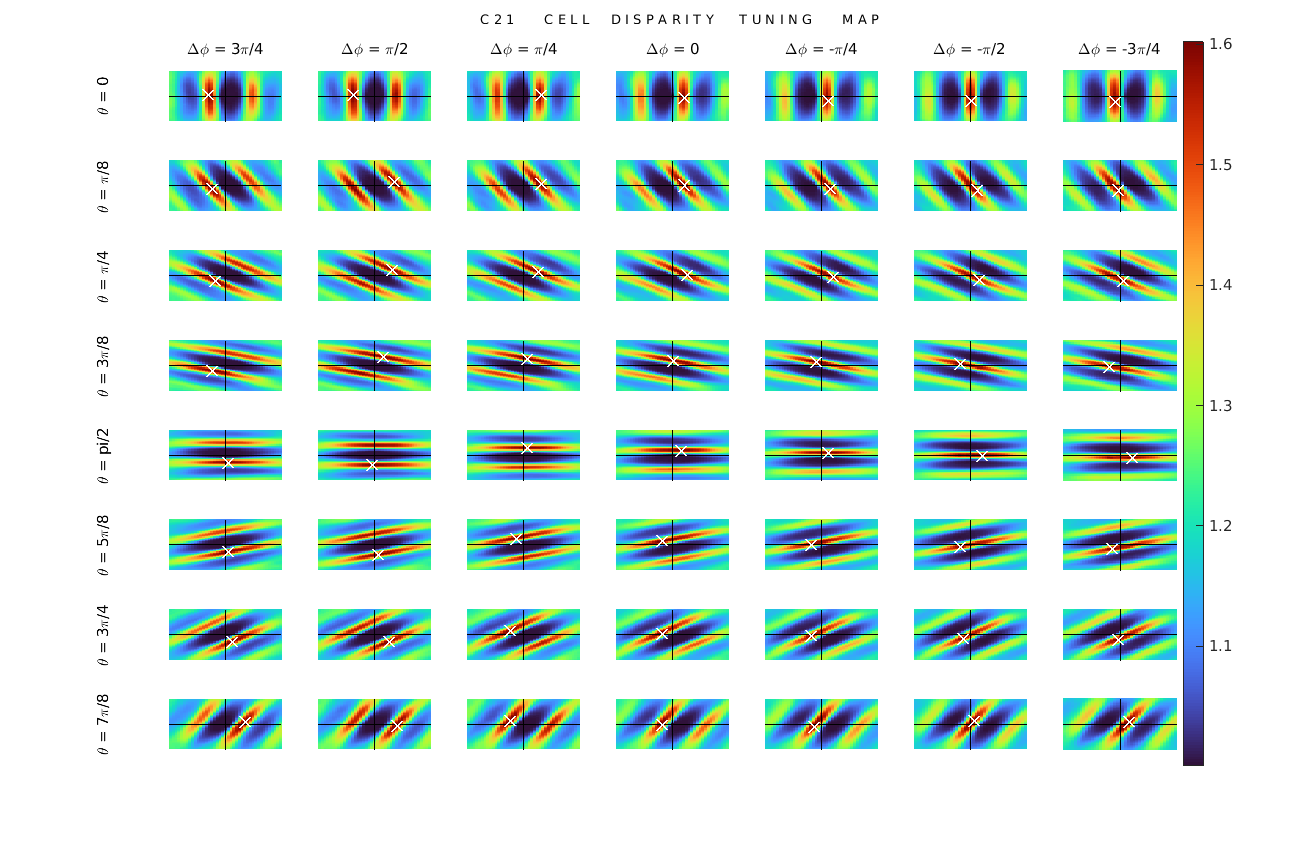 C21 CELL DISPARITY TUNING MAP
Δϕ = 3π/4 Δϕ = π/2 Δϕ = π/4 Δϕ = 0 Δϕ = -π/4 Δϕ = -π/2 Δϕ = -3π/4
θ = 0
θ = π/8
θ = π/4
θ = 3π/8
θ = pi/2
θ = 5π/8
θ = 3π/4
θ = 7π/8
1.6
1.5
1.4
1.3
1.2
1.1